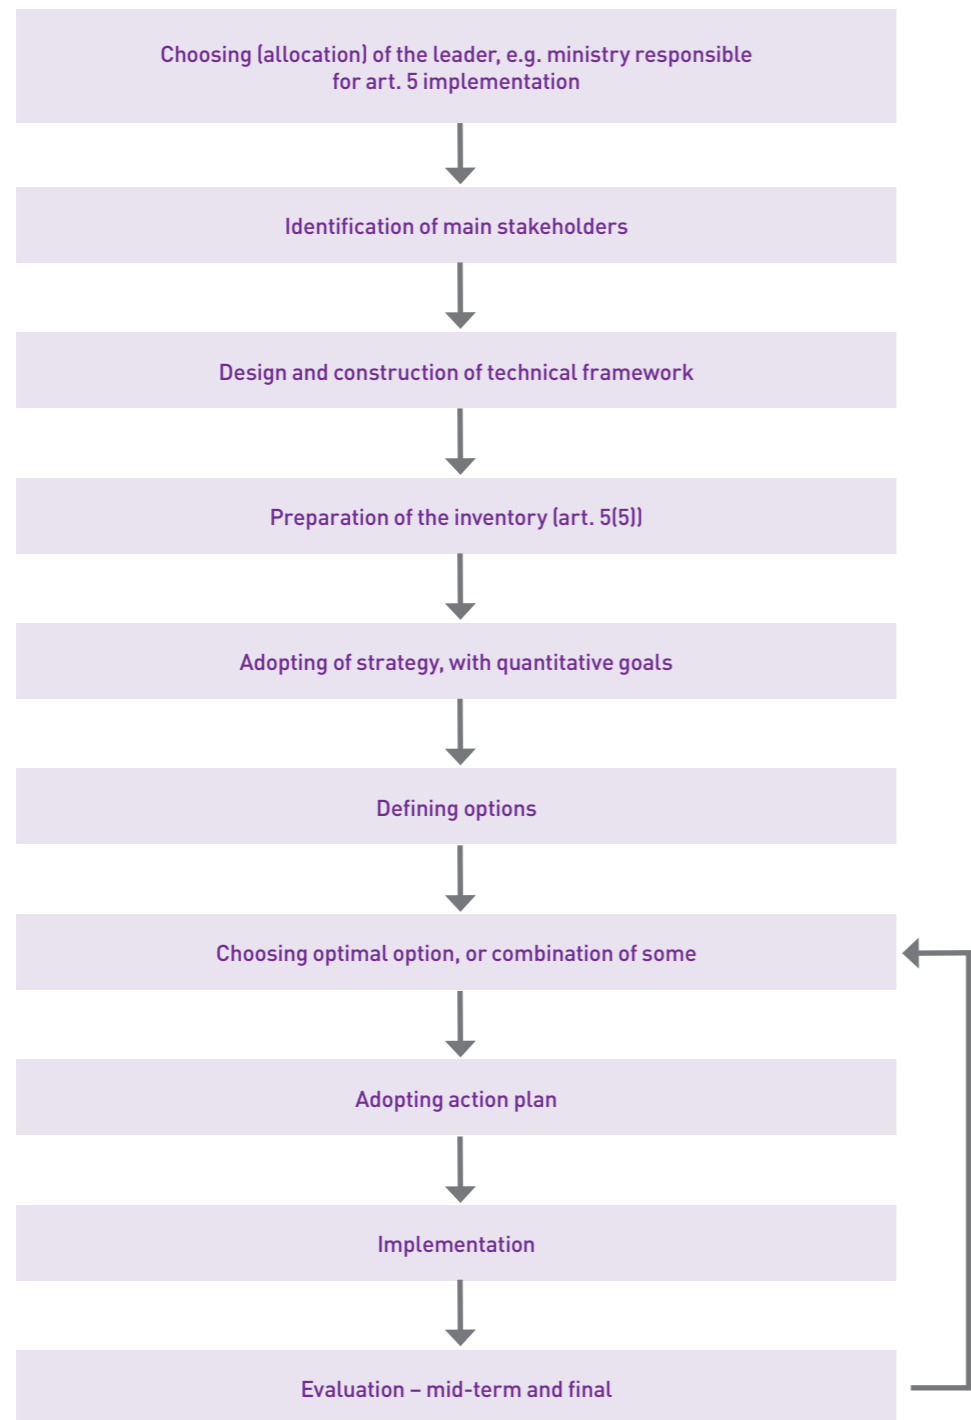 Choosing (allocation) of the leader, e.g. ministry responsible
for art. 5 implementation
Identification of main stakeholders
Design and construction of technical framework
Preparation of the inventory (art. 5(5))
Adopting of strategy, with quantitative goals
Defining options
Choosing optimal option, or combination of some
Adopting action plan
Implementation
Evaluation – mid-term and final